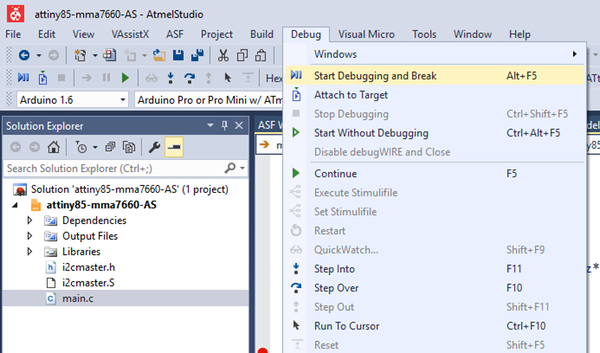 attiny85-mma7660-AS - AtmelStudio
File Edit View VAssistX ASF Project Build Debug Visual Micro Tools Window Help
Hex
Arduino 1.6 Arduino Pro or Pro Mini w/ ATm
Windows
Start Debugging and Break Alt+F5
Attach to Target
Stop Debugging Ctrl+Shift+F5
Start Without Debugging Ctrl+Alt+F5
Disable debugWIRE and Close
Continue F5
Execute Stimulifile
Set Stimulifile
Restart
QuickWatch... Shift+F9
Step Into F11
Step Over F10
Step Out Shift+F11
Run To Cursor Ctrl+F10
Reset Shift+F5
Solution Explorer
Search Solution Explorer (Ctrl+;)
Solution 'attiny85-mma7660-AS' (1 project)
attiny85-mma7660-AS
Dependencies
Output Files
Libraries
i2cmaster.h
i2cmaster.S
main.c
ASF W